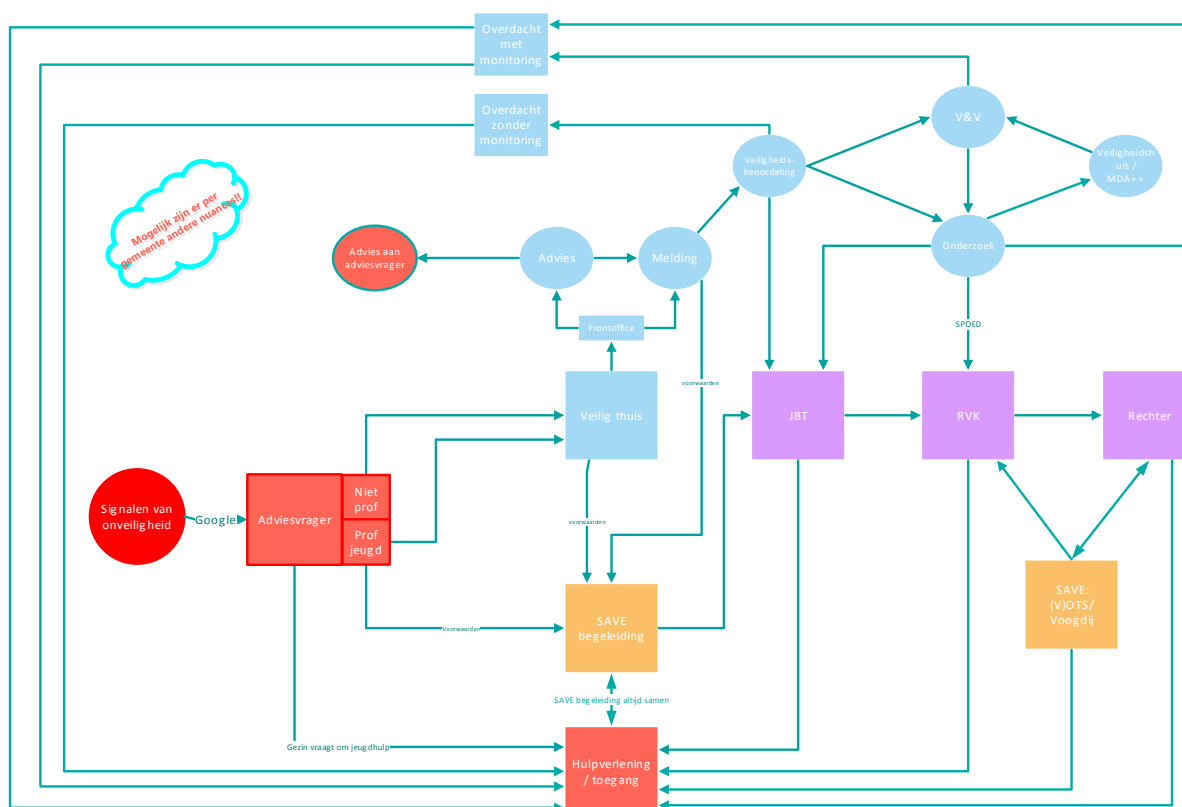 Overdacht
met
monitoring
Overdacht
zonder
monitoring
V&V
Veiligheids-
beoordeling
Veiligheidsh
uis /
MDA++
Mogelijk zijn er per
gemeente andere nuances!!
Advies aan
adviesvrager
Advies
Melding
Onderzoek
Frontoffice
SPOED
voorwaarden
Veilig thuis
JBT
RVK
Rechter
Signalen van
onveiligheid
Google
Adviesvrager
Niet
prof
Prof
jeugd
voorwaarden
SAVE
begeleiding
Voorwaarden
SAVE:
(V)OTS/
Voogdij
SAVE begeleiding altijd samen
Gezin vraagt om jeugdhulp
Hulpverlening
/ toegang